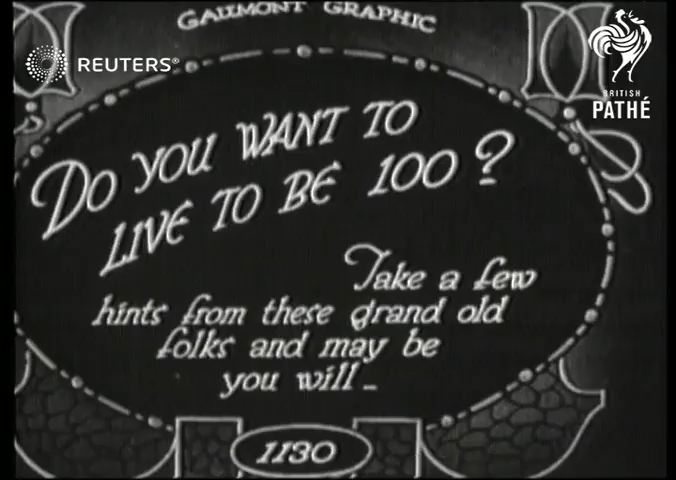 GAUMONT GRAPHIC
REUTERS®
BRITISH
PATHÉ
DO YOU WANT TO
LIVE TO BE 100?
Take a few
hints from these grand old
folks and may be
you will_
1130